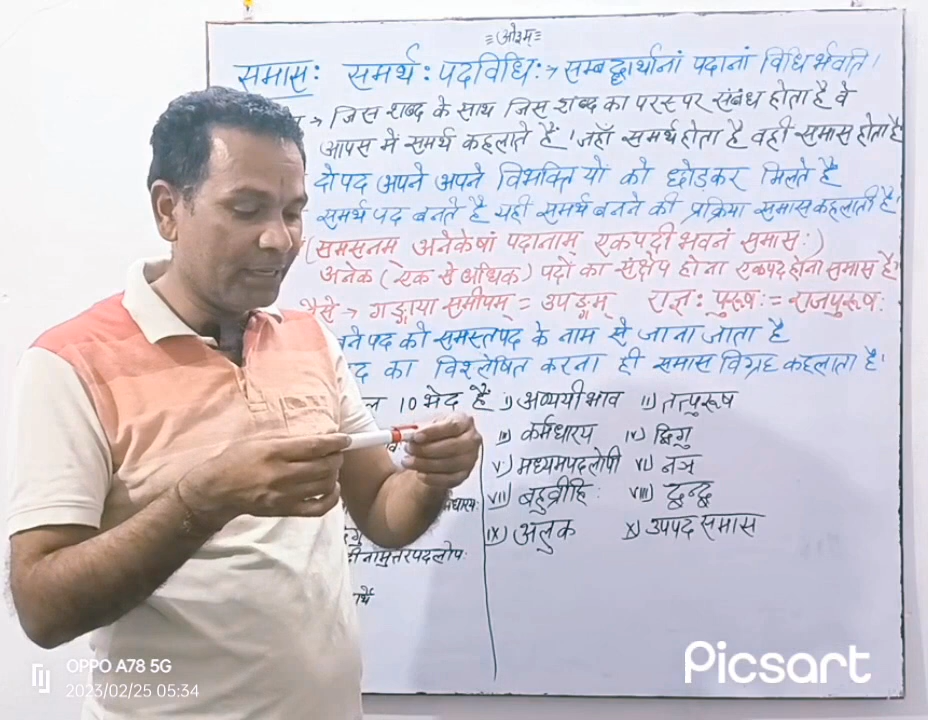 ≡ओ३म्≡
समासः समर्थः पदविधिः → सम्बद्धार्थानां पदानां विधिर्भवति।
→ जिस शब्द के साथ जिस शब्द का परस्पर संबंध होता है वे
आपस में समर्थ कहलाते हैं। जहाँ समर्थ होता है वही समास होता है
दो पद अपने अपने विभक्तियों को छोड़कर मिलते है
समर्थ पद बनते है यही समर्थ बनने की प्रक्रिया समास कहलाती है।
(समसनम अनेकेषां पदानाम् एकपदीभवनं समासः)
अनेक (एक से अधिक) पदों का संक्षेप होना एकपद होना समास है।
जैसे → गङ्गाया समीपम् = उपङ्गम् राज्ञः पुरूषः = राजपुरूषः
पद को समस्तपद के नाम से जाना जाता है
का विश्लेषित करना ही समास विग्रह कहलाता है।
10 भेद हैं i) अव्ययीभाव ii) तत्पुरूष
iii) कर्मधारय iv) द्विगु
v) मध्यमपदलोपी vi) नञ
vii) बहुव्रीहिः viii) द्वन्द्व
ix) अलुक x) उपपद समास
OPPO A78 5G
2023/02/25 05:34
Picsart